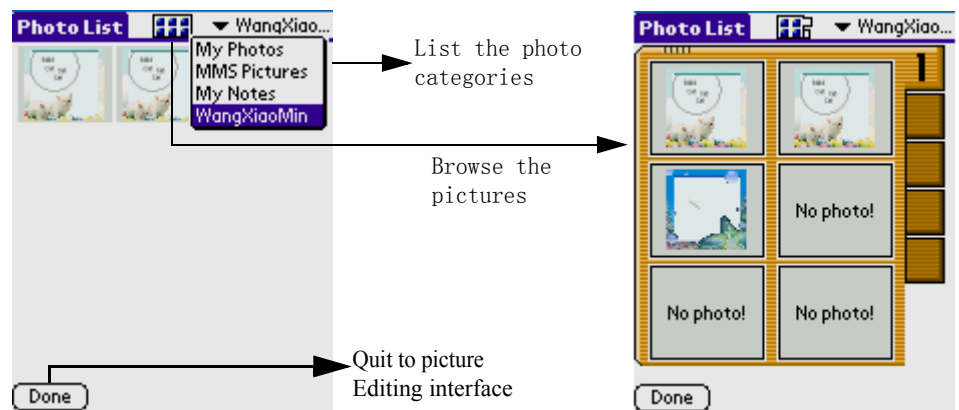 Photo List
WangXiao...
My Photos
MMS Pictures
My Notes
WangXiaoMin
Done
List the photo
categories
Browse the
pictures
Quit to picture
Editing interface
Photo List
WangXiao...
1
No photo!
No photo!
No photo!
Done